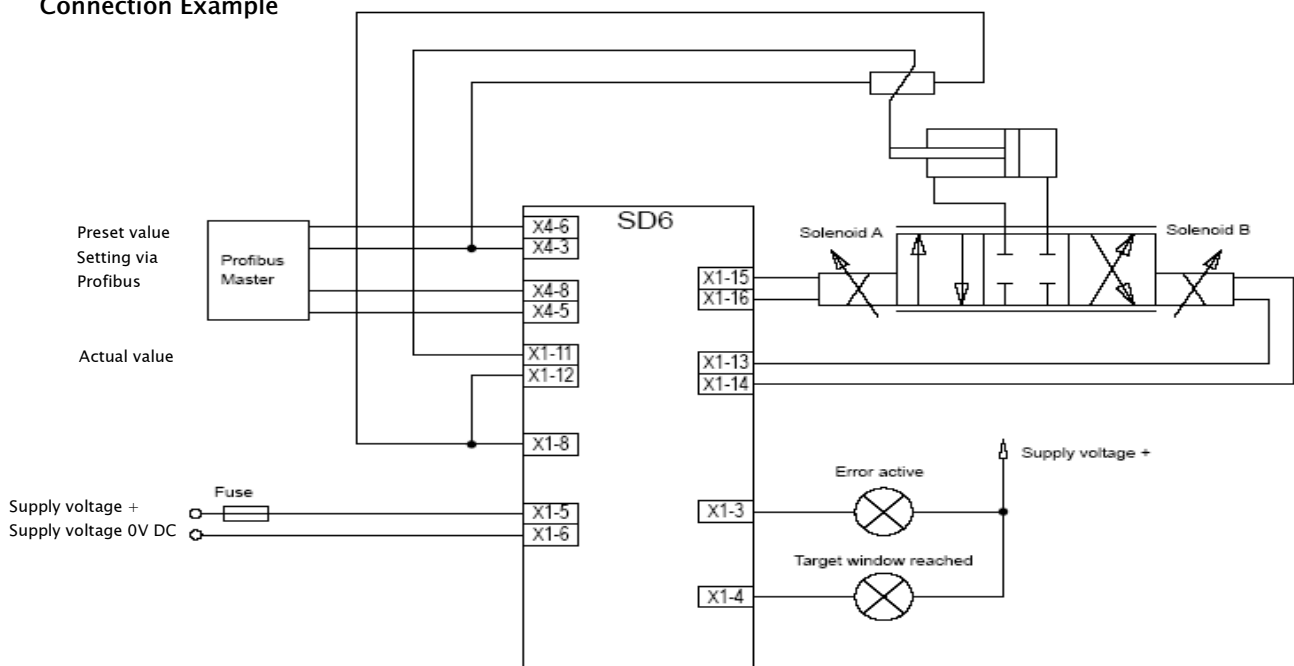 Connection Example
SD6
Preset value
Setting via
Profibus
Profibus
Master
X4-6
X4-3
X4-8
X4-5
Actual value
X1-11
X1-12
X1-8
Supply voltage +
Supply voltage 0V DC
Fuse
X1-5
X1-6
Solenoid A
Solenoid B
X1-15
X1-16
X1-13
X1-14
Supply voltage +
Error active
X1-3
Target window reached
X1-4